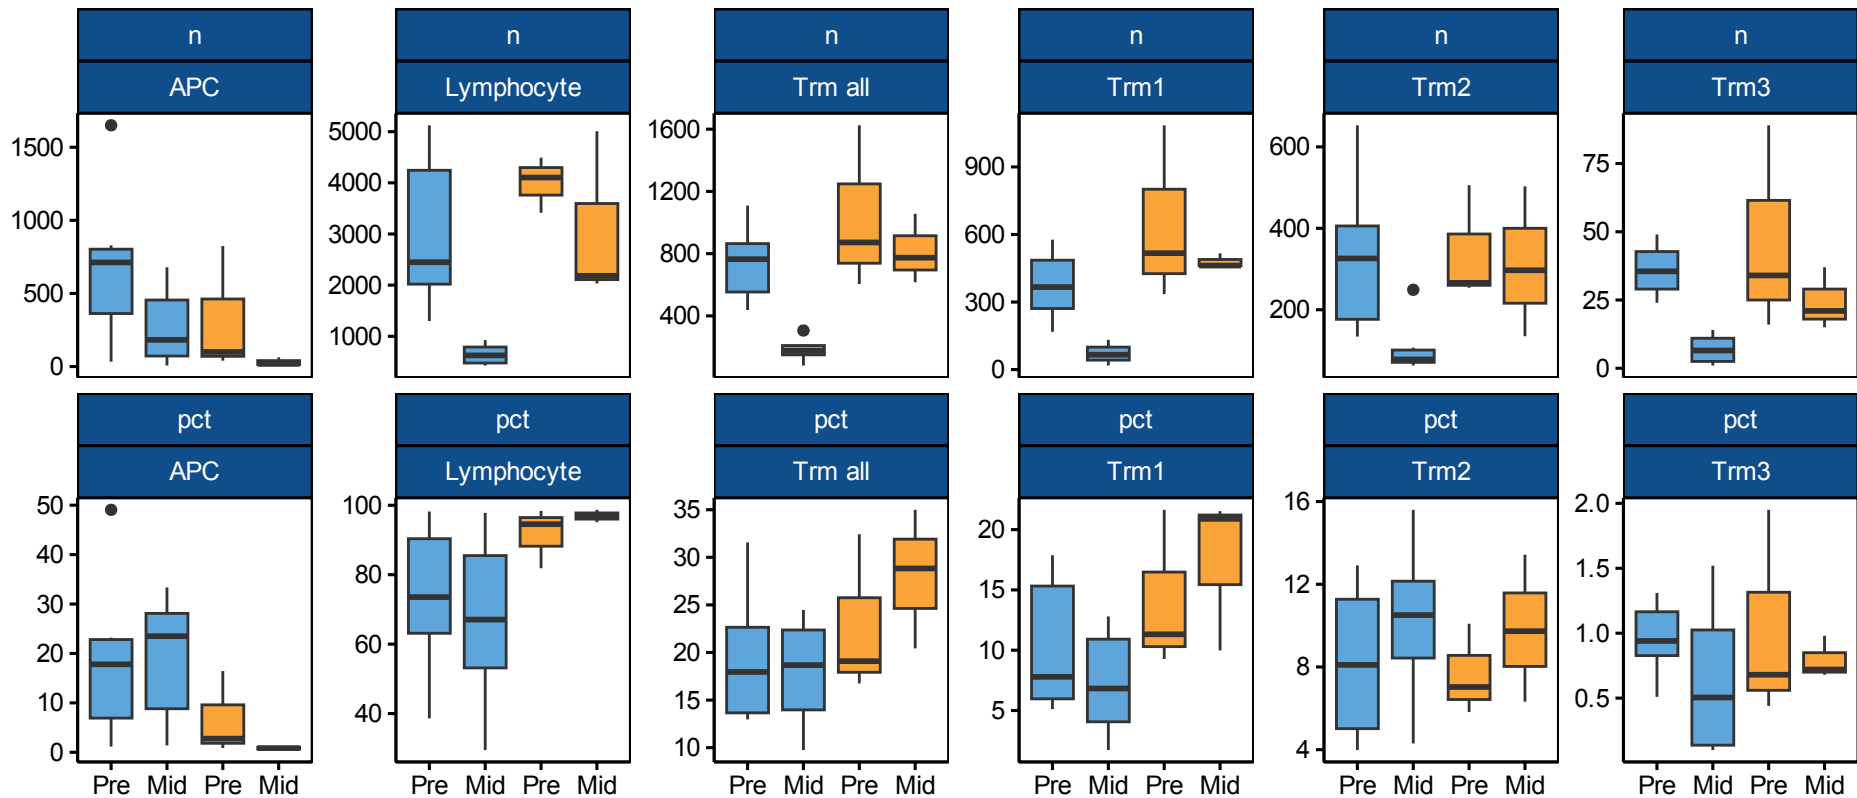 n n n n n n
APC Lymphocyte Trm all Trm1 Trm2 Trm3
1500 1000 500 0
5000 4000 3000 2000 1000
1600 1200 800 400
900 600 300 0
600 400 200
75 50 25 0
pct pct pct pct pct pct
APC Lymphocyte Trm all Trm1 Trm2 Trm3
50 40 30 20 10 0
100 80 60 40
35 30 25 20 15 10
20 15 10 5
16 12 8 4
2.0 1.5 1.0 0.5
Pre Mid Pre Mid Pre Mid Pre Mid Pre Mid Pre Mid Pre Mid Pre Mid Pre Mid Pre Mid Pre Mid Pre Mid